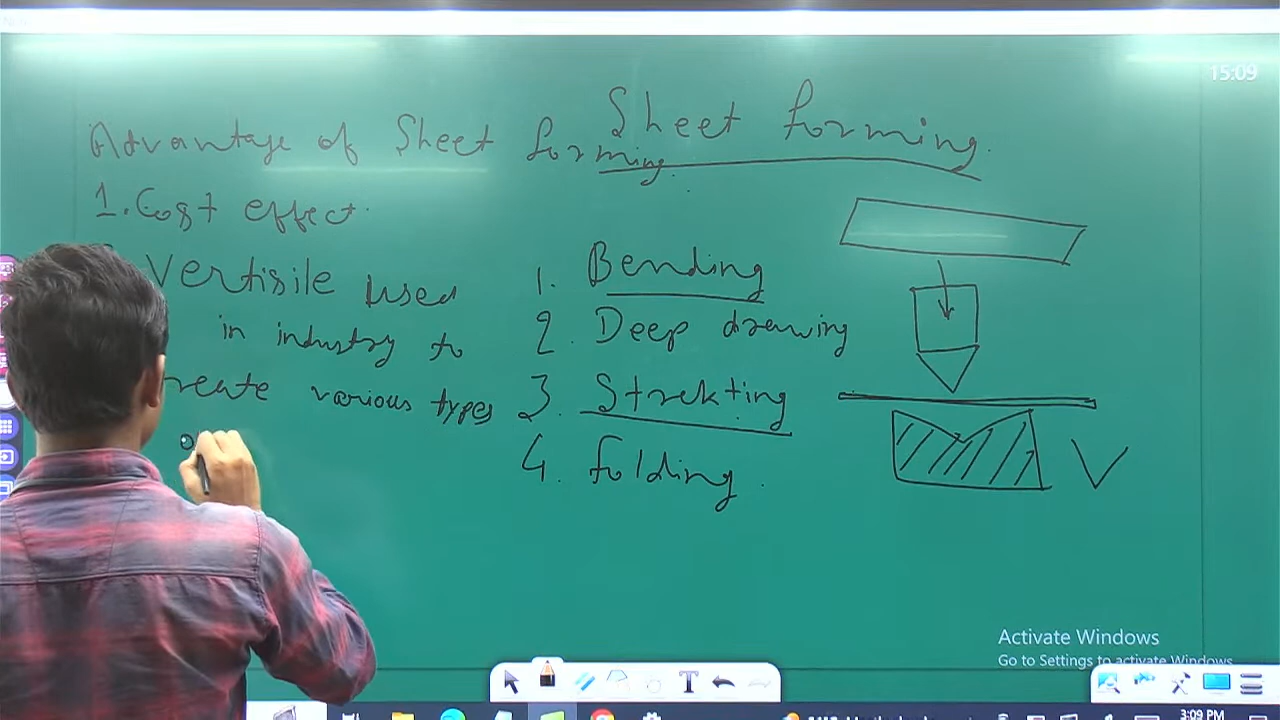 15:09
Sheet forming.
Advantage of Sheet forming.
1. Cost effect.
Vertisile used
in industry to
reate various types
1. Bending
2. Deep drawing
3. Strekting
4. folding.
Activate Windows
Go to Settings to activate Windows.
T
3:09 PM